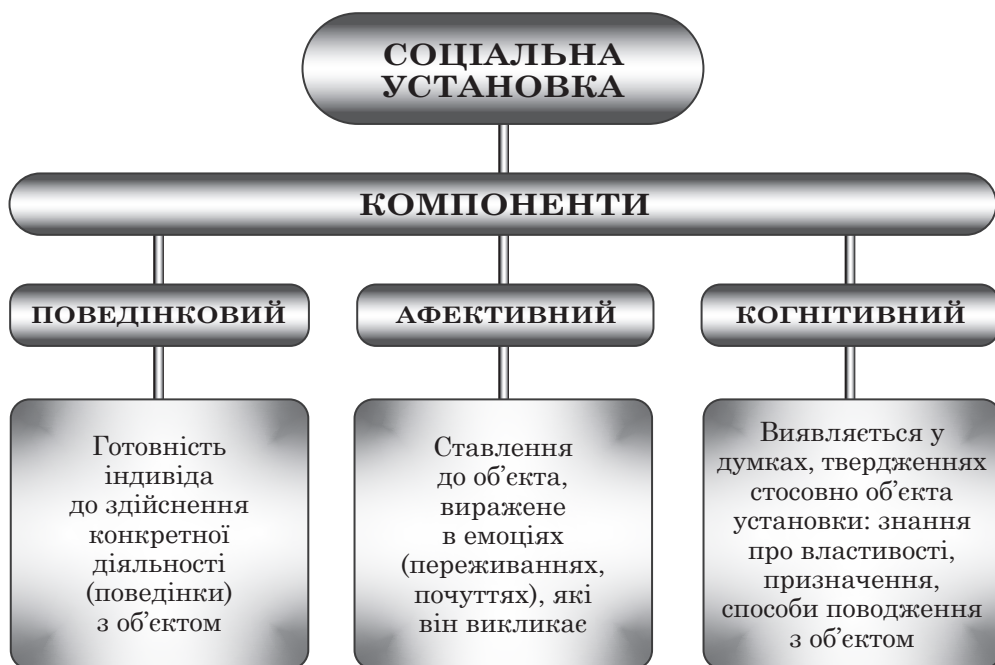 СОЦІАЛЬНА
УСТАНОВКА
КОМПОНЕНТИ
ПОВЕДІНКОВИЙ
АФЕКТИВНИЙ
КОГНІТИВНИЙ
Готовність
індивіда
до здійснення
конкретної
діяльності
(поведінки)
з об’єктом
Ставлення
до об’єкта,
виражене
в емоціях
(переживаннях,
почуттях), які
він викликає
Виявляється у
думках, твердженнях
стосовно об’єкта
установки: знання
про властивості,
призначення,
способи поводження
з об’єктом